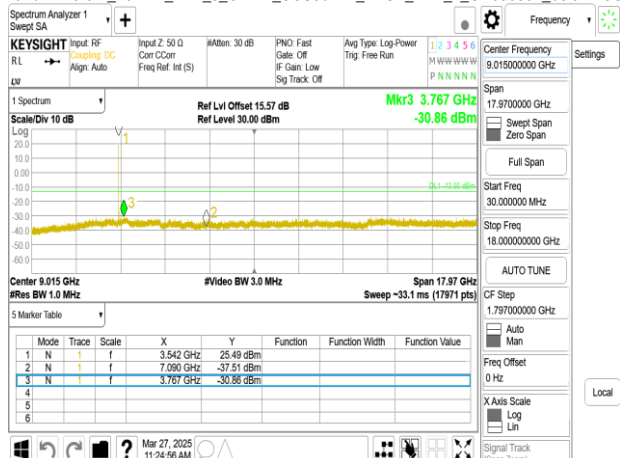 Spectrum Analyzer 1
Swept SA
+
Frequency
KEYSIGHT
RL
Input: RF
Coupling: DC
Align: Auto
Input Z: 50 Ω
Corr CCorr
Freq Ref: Int (S)
#Atten: 30 dB
PNO: Fast
Gate: Off
IF Gain: Low
Sig Track: Off
Avg Type: Log-Power
Trig: Free Run
1 2 3 4 5 6
M W W W W W
P N N N N N
LXI
1 Spectrum
Scale/Div 10 dB
Log
Ref Lvl Offset 15.57 dB
Ref Level 30.00 dBm
Mkr3 3.767 GHz
-30.86 dBm
20.0
10.0
0.00
-10.0
-20.0
-30.0
-40.0
-50.0
-60.0
1
3
2
DL1 -13.00 dBm
Center 9.015 GHz
#Res BW 1.0 MHz
#Video BW 3.0 MHz
Span 17.97 GHz
Sweep ~33.1 ms (17971 pts)
5 Marker Table
Mode Trace Scale X Y Function Function Width Function Value
1 N 1 f 3.542 GHz 25.49 dBm
2 N 1 f 7.090 GHz -37.51 dBm
3 N 1 f 3.767 GHz -30.86 dBm
4
5
6
Mar 27, 2025
11:24:56 AM
?
Center Frequency
9.015000000 GHz
Settings
Span
17.9700000 GHz
Swept Span
Zero Span
Full Span
Start Freq
30.000000 MHz
Stop Freq
18.000000000 GHz
AUTO TUNE
CF Step
1.797000000 GHz
Auto
Man
Freq Offset
0 Hz
X Axis Scale
Log
Lin
Local
Signal Track